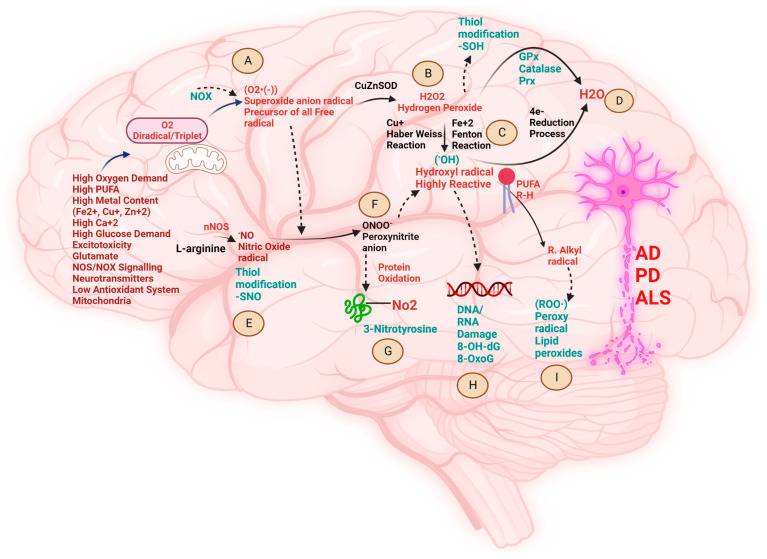 A
NOX
(O2•(-))
Superoxide anion radical
Precursor of all Free
radical
O2
Diradical/Triplet
CuZnSOD
B
H2O2
Hydrogen Peroxide
Thiol
modification
-SOH
GPx
Catalase
Prx
H2O
D
4e-
Reduction
Process
Cu+
Haber Weiss
Reaction
Fe+2
Fenton
Reaction
C
(˙OH)
Hydroxyl radical
Highly Reactive
High Oxygen Demand
High PUFA
High Metal Content
(Fe2+, Cu+, Zn+2)
High Ca+2
High Glucose Demand
Excitotoxicity
Glutamate
NOS/NOX Signalling
Neurotransmitters
Low Antioxidant System
Mitochondria
nNOS
L-arginine
˙NO
Nitric Oxide
radical
Thiol
modification
-SNO
E
F
ONOO⁻
Peroxynitrite
anion
Protein
Oxidation
No2
3-Nitrotyrosine
G
DNA/
RNA
Damage
8-OH-dG
8-OxoG
H
PUFA
R-H
R. Alkyl
radical
(ROO·)
Peroxy
radical
Lipid
peroxides
I
AD
PD
ALS